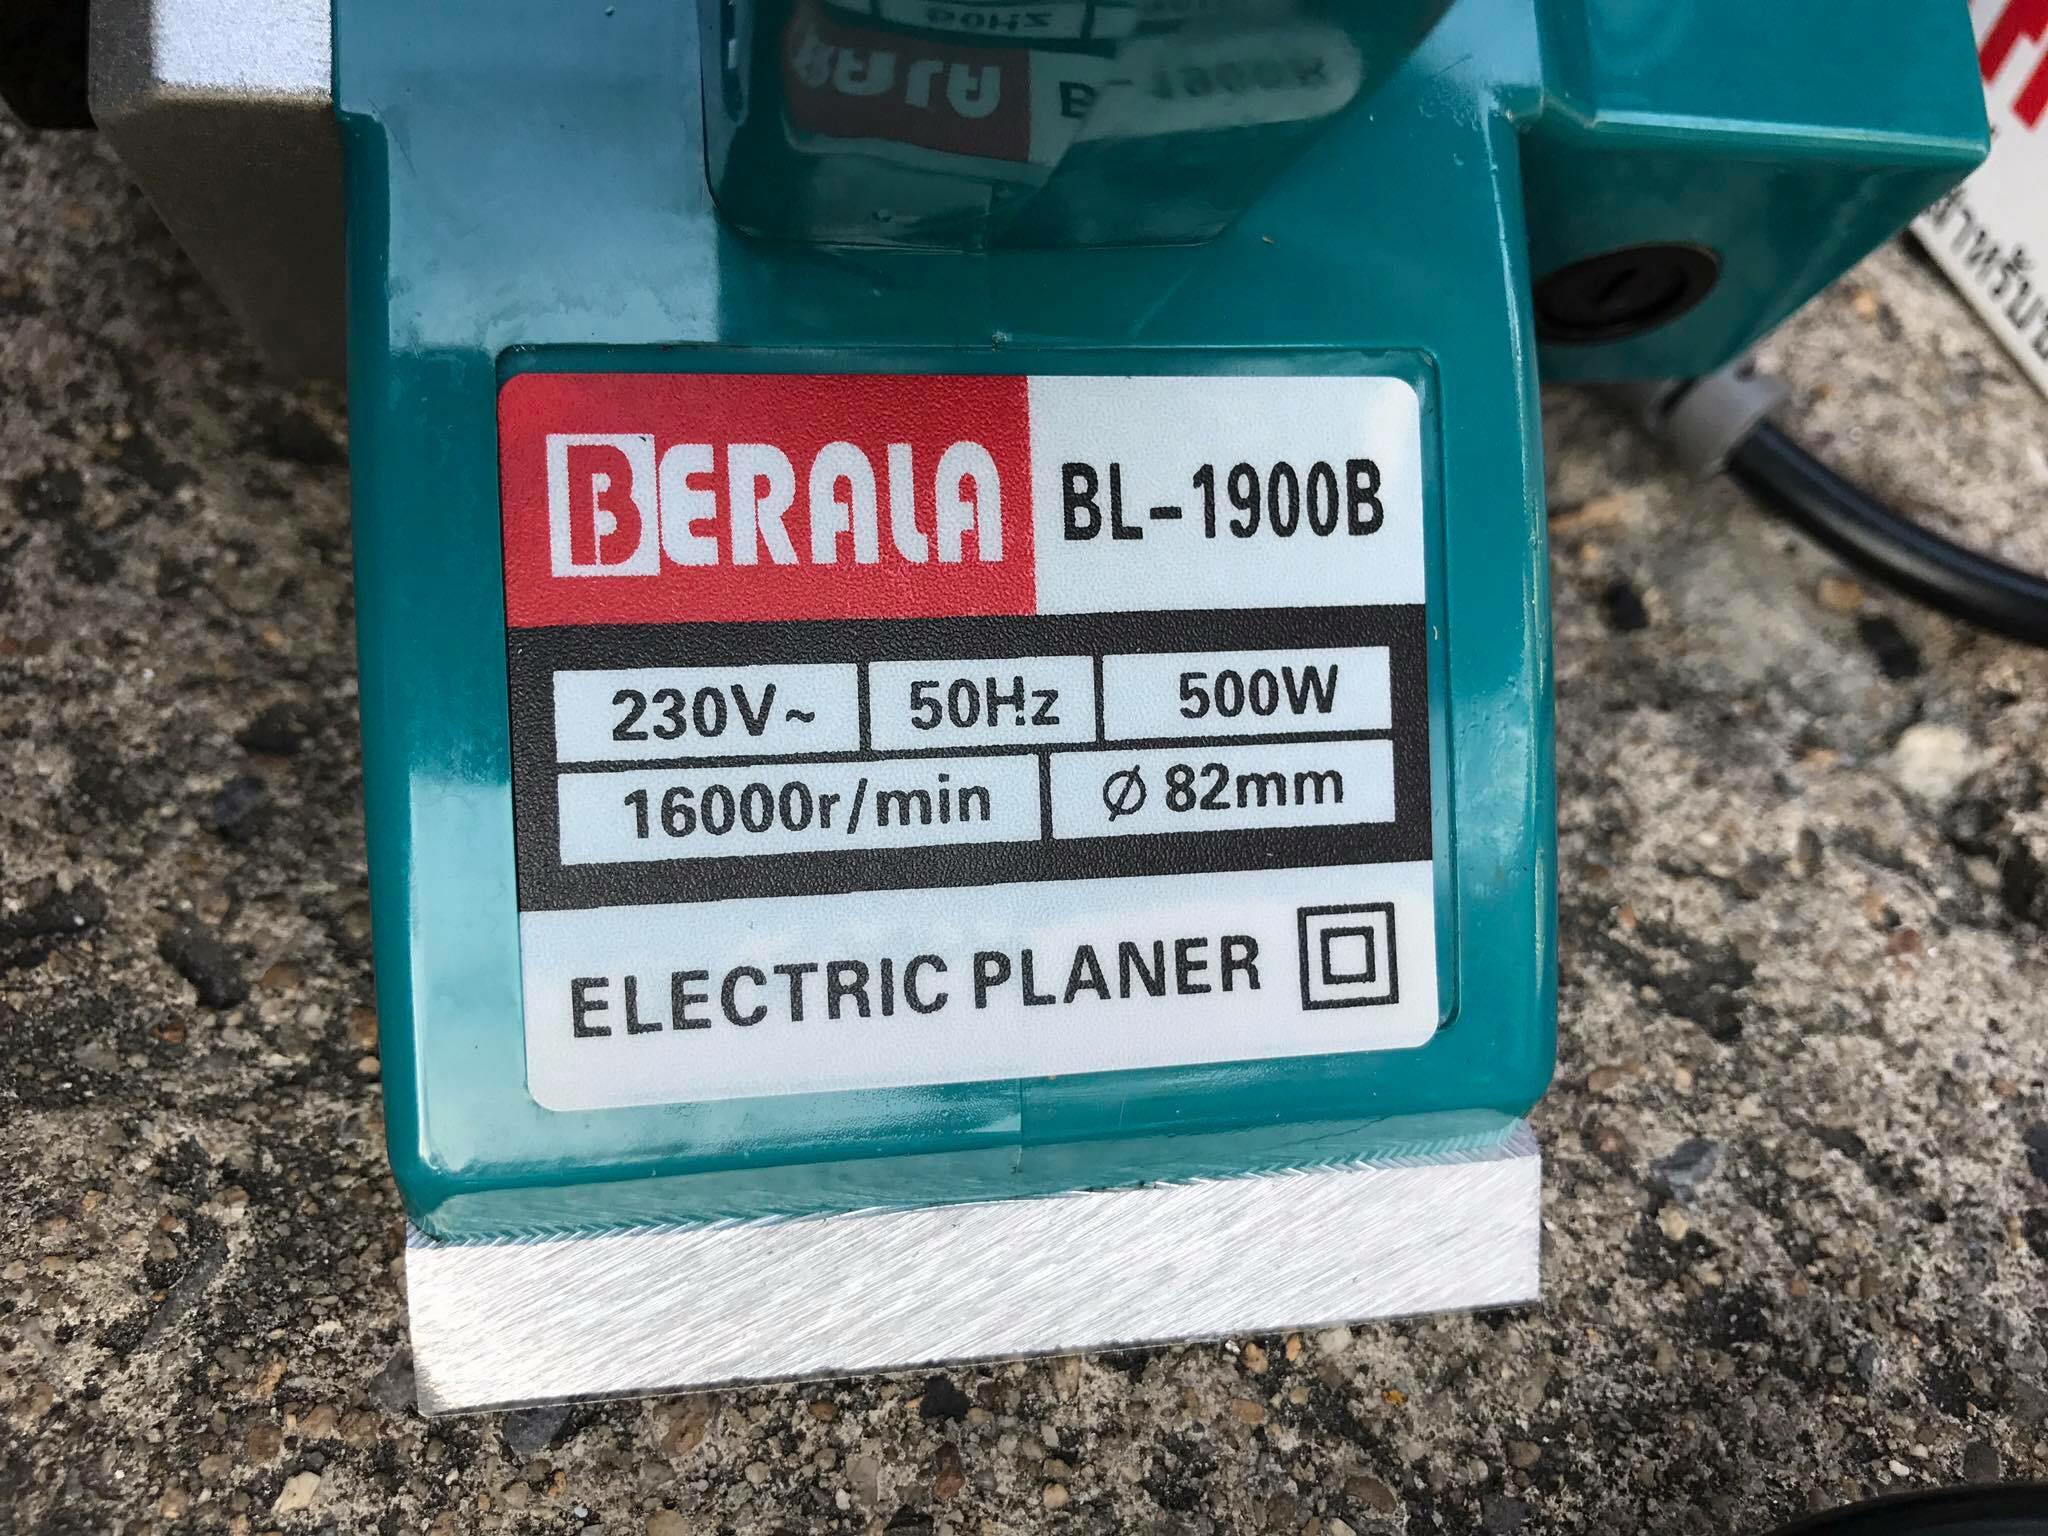 BERALA BL-1900B
230V~ 50Hz 500W
16000r/min Ø 82mm
ELECTRIC PLANER